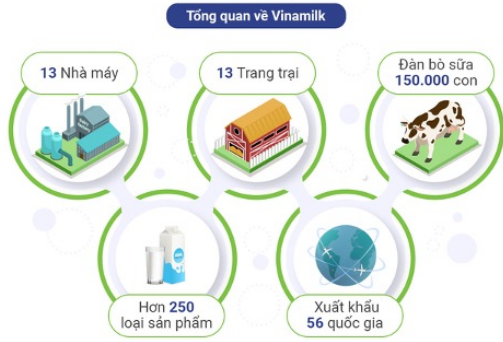 Tổng quan về Vinamilk
13 Nhà máy
13 Trang trại
Đàn bò sữa
150.000 con
Hơn 250
loại sản phẩm
Xuất khẩu
56 quốc gia